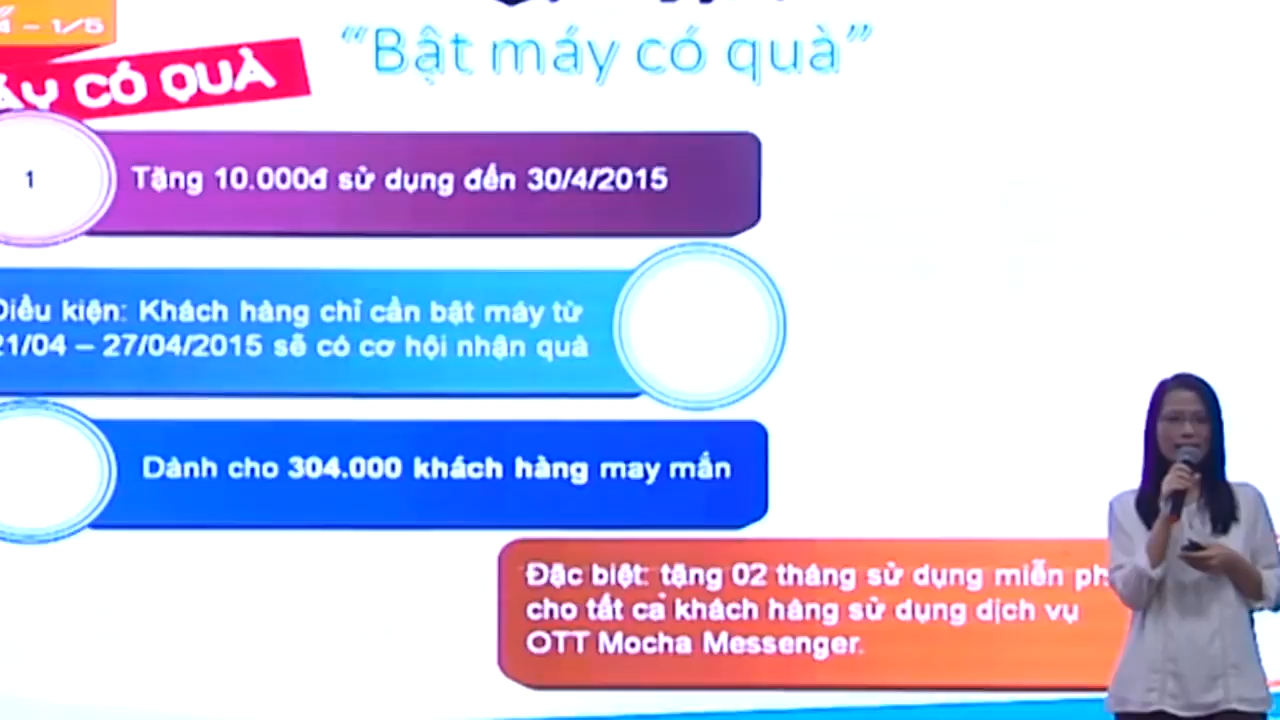 – 1/5
“Bật máy có quà”
CÓ QUÀ
1
Tặng 10.000đ sử dụng đến 30/4/2015
Điều kiện: Khách hàng chỉ cần bật máy từ
21/04 – 27/04/2015 sẽ có cơ hội nhận quà
Dành cho 304.000 khách hàng may mắn
Đặc biệt: tặng 02 tháng sử dụng miễn
cho tất cả khách hàng sử dụng dịch vụ
OTT Mocha Messenger.